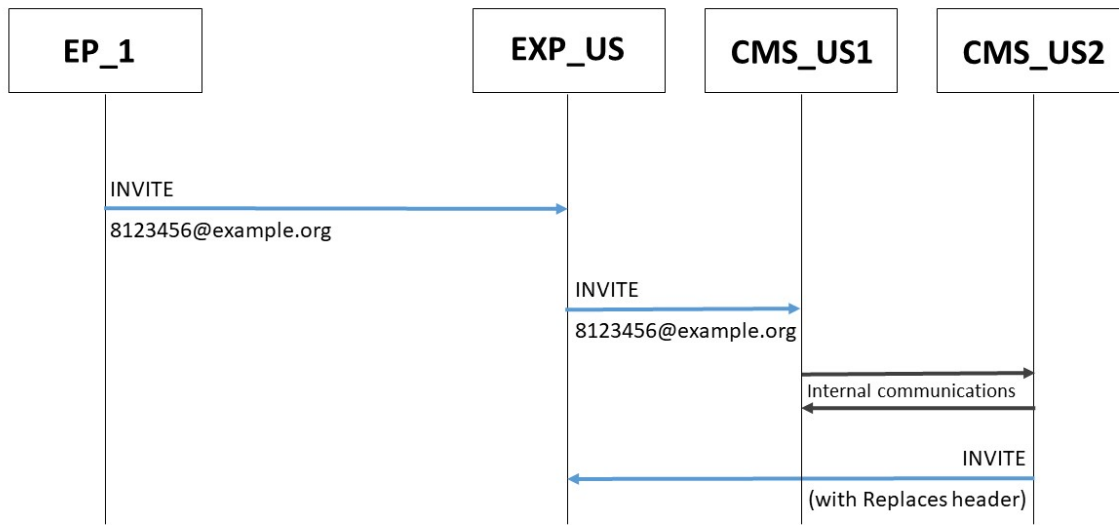 EP_1
EXP_US
CMS_US1
CMS_US2
INVITE
8123456@example.org
INVITE
8123456@example.org
Internal communications
INVITE
(with Replaces header)